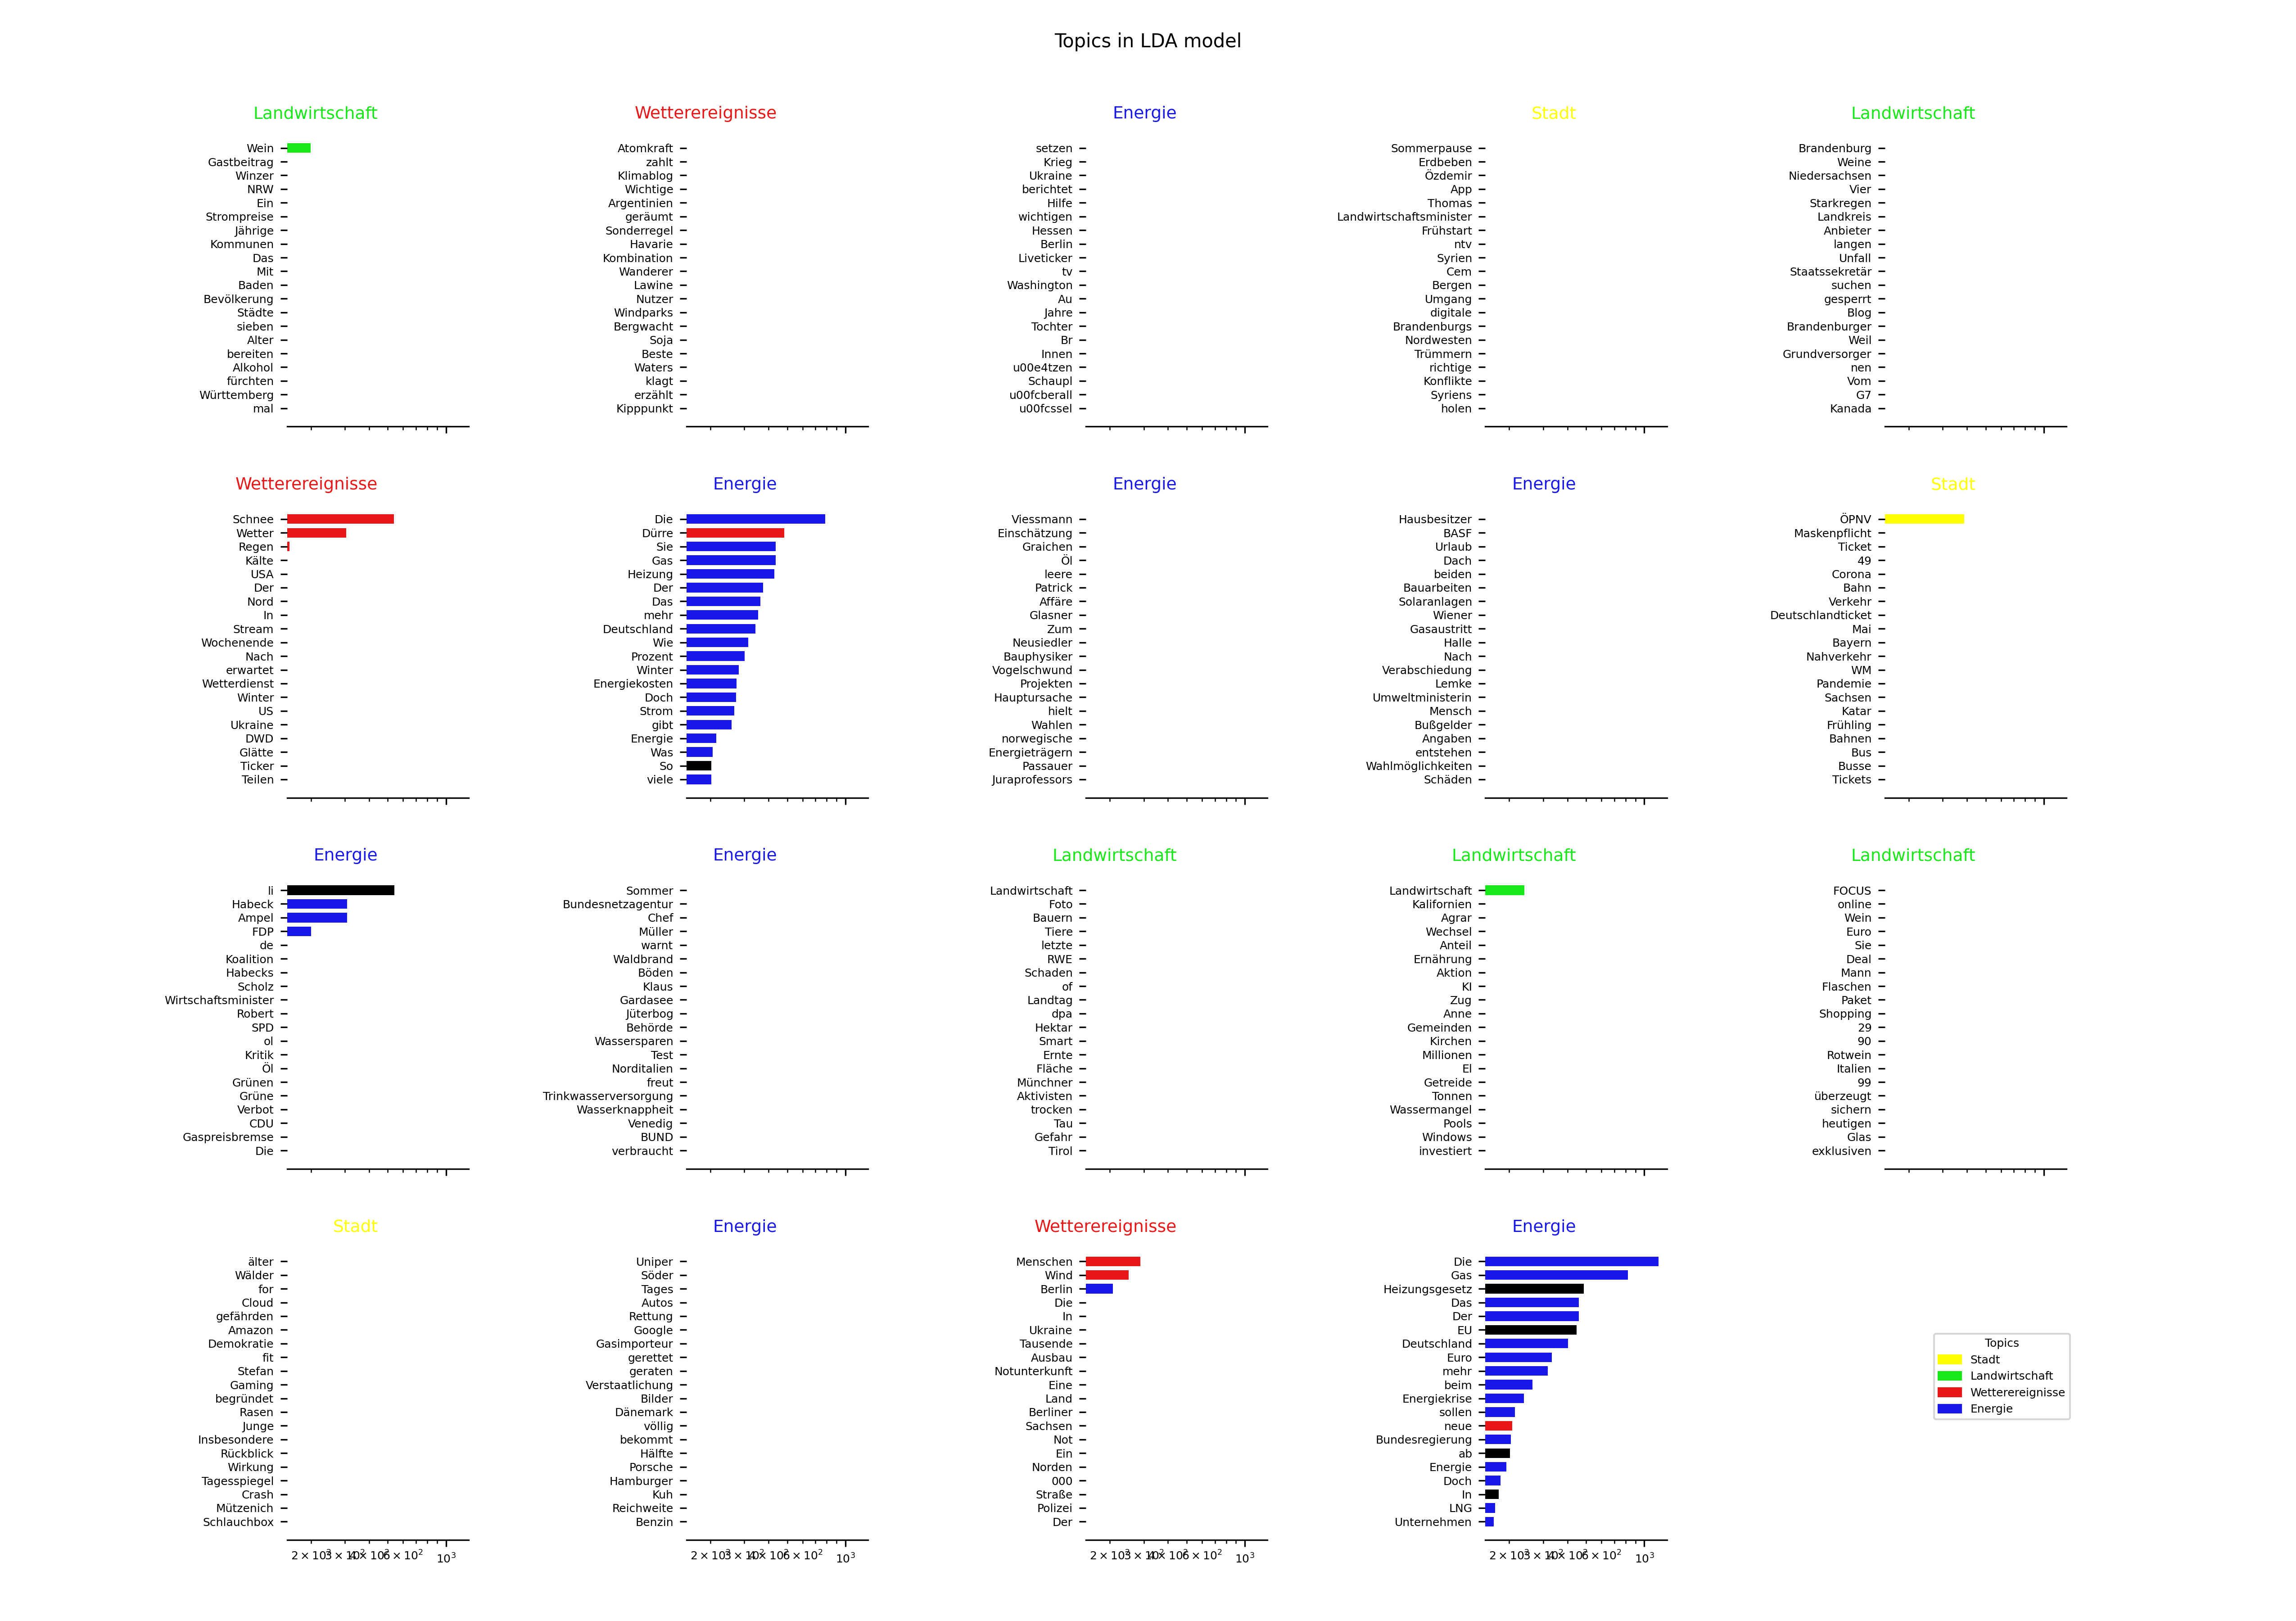 Topics in LDA model
Landwirtschaft
Wein
Gastbeitrag
Winzer
NRW
Ein
Strompreise
Jährige
Kommunen
Das
Mit
Baden
Bevölkerung
Städte
sieben
Alter
bereiten
Alkohol
fürchten
Württemberg
mal
Wetterereignisse
Atomkraft
zahlt
Klimablog
Wichtige
Argentinien
geräumt
Sonderregel
Havarie
Kombination
Wanderer
Lawine
Nutzer
Windparks
Bergwacht
Soja
Beste
Waters
klagt
erzählt
Kipppunkt
Energie
setzen
Krieg
Ukraine
berichtet
Hilfe
wichtigen
Hessen
Berlin
Liveticker
tv
Washington
Au
Jahre
Tochter
Br
Innen
u00e4tzen
Schaupl
u00fcberall
u00fcssel
Stadt
Sommerpause
Erdbeben
Özdemir
App
Thomas
Landwirtschaftsminister
Frühstart
ntv
Syrien
Cem
Bergen
Umgang
digitale
Brandenburgs
Nordwesten
Trümmern
richtige
Konflikte
Syriens
holen
Landwirtschaft
Brandenburg
Weine
Niedersachsen
Vier
Starkregen
Landkreis
Anbieter
langen
Unfall
Staatssekretär
suchen
gesperrt
Blog
Brandenburger
Weil
Grundversorger
nen
Vom
G7
Kanada
Wetterereignisse
Schnee
Wetter
Regen
Kälte
USA
Der
Nord
In
Stream
Wochenende
Nach
erwartet
Wetterdienst
Winter
US
Ukraine
DWD
Glätte
Ticker
Teilen
Energie
Die
Dürre
Sie
Gas
Heizung
Der
Das
mehr
Deutschland
Wie
Prozent
Winter
Energiekosten
Doch
Strom
gibt
Energie
Was
So
viele
Energie
Viessmann
Einschätzung
Graichen
Öl
leere
Patrick
Affäre
Glasner
Zum
Neusiedler
Bauphysiker
Vogelschwund
Projekten
Hauptursache
hielt
Wahlen
norwegische
Energieträgern
Passauer
Juraprofessors
Energie
Hausbesitzer
BASF
Urlaub
Dach
beiden
Bauarbeiten
Solaranlagen
Wiener
Gasaustritt
Halle
Nach
Verabschiedung
Lemke
Umweltministerin
Mensch
Bußgelder
Angaben
entstehen
Wahlmöglichkeiten
Schäden
Stadt
ÖPNV
Maskenpflicht
Ticket
49
Corona
Bahn
Verkehr
Deutschlandticket
Mai
Bayern
Nahverkehr
WM
Pandemie
Sachsen
Katar
Frühling
Bahnen
Bus
Busse
Tickets
Energie
li
Habeck
Ampel
FDP
de
Koalition
Habecks
Scholz
Wirtschaftsminister
Robert
SPD
ol
Kritik
Öl
Grünen
Grüne
Verbot
CDU
Gaspreisbremse
Die
Energie
Sommer
Bundesnetzagentur
Chef
Müller
warnt
Waldbrand
Böden
Klaus
Gardasee
Jüterbog
Behörde
Wassersparen
Test
Norditalien
freut
Trinkwasserversorgung
Wasserknappheit
Venedig
BUND
verbraucht
Landwirtschaft
Landwirtschaft
Foto
Bauern
Tiere
letzte
RWE
Schaden
of
Landtag
dpa
Hektar
Smart
Ernte
Fläche
Münchner
Aktivisten
trocken
Tau
Gefahr
Tirol
Landwirtschaft
Landwirtschaft
Kalifornien
Agrar
Wechsel
Anteil
Ernährung
Aktion
KI
Zug
Anne
Gemeinden
Kirchen
Millionen
El
Getreide
Tonnen
Wassermangel
Pools
Windows
investiert
Landwirtschaft
FOCUS
online
Wein
Euro
Sie
Deal
Mann
Flaschen
Paket
Shopping
29
90
Rotwein
Italien
99
überzeugt
sichern
heutigen
Glas
exklusiven
Stadt
älter
Wälder
for
Cloud
gefährden
Amazon
Demokratie
fit
Stefan
Gaming
begründet
Rasen
Junge
Insbesondere
Rückblick
Wirkung
Tagesspiegel
Crash
Mützenich
Schlauchbox
10³
Energie
Uniper
Söder
Tages
Autos
Rettung
Google
Gasimporteur
gerettet
geraten
Verstaatlichung
Bilder
Dänemark
völlig
bekommt
Hälfte
Porsche
Hamburger
Kuh
Reichweite
Benzin
10³
Wetterereignisse
Menschen
Wind
Berlin
Die
In
Ukraine
Tausende
Ausbau
Notunterkunft
Eine
Land
Berliner
Sachsen
Not
Ein
Norden
000
Straße
Polizei
Der
10³
Energie
Die
Gas
Heizungsgesetz
Das
Der
EU
Deutschland
Euro
mehr
beim
Energiekrise
sollen
neue
Bundesregierung
ab
Energie
Doch
In
LNG
Unternehmen
10³
Topics
Stadt
Landwirtschaft
Wetterereignisse
Energie